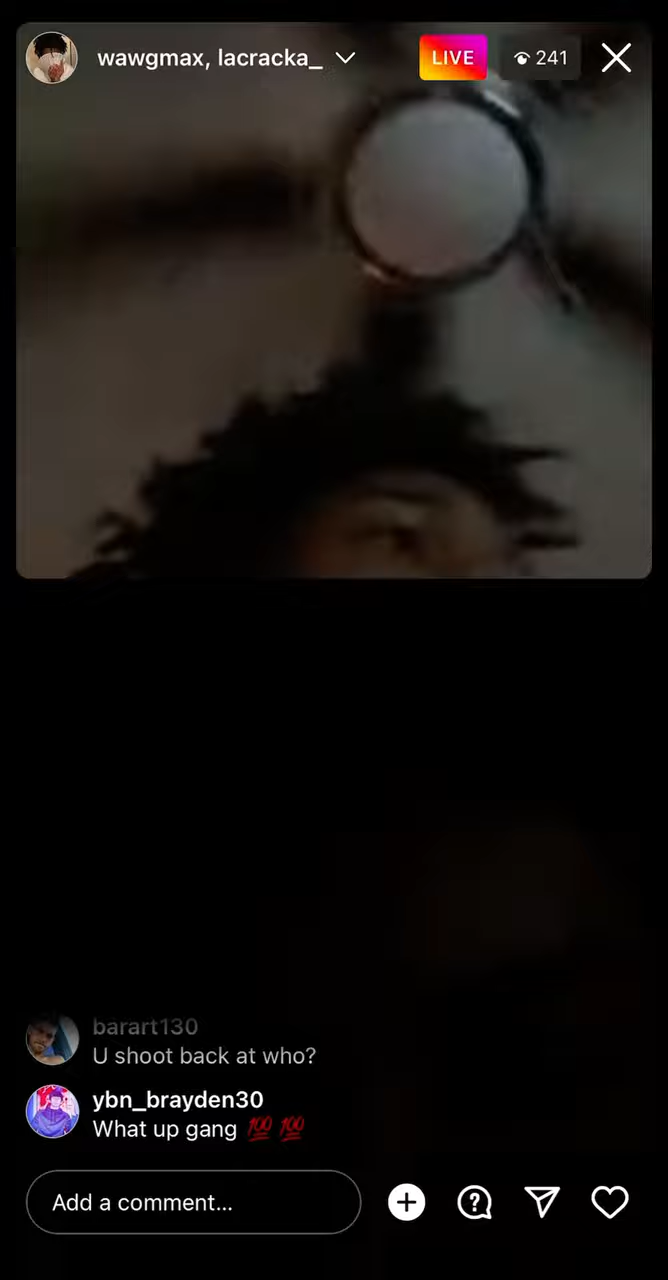 wawgmax, lacracka_
LIVE
241
barart130
U shoot back at who?
ybn_brayden30
What up gang 💯 💯
Add a comment...